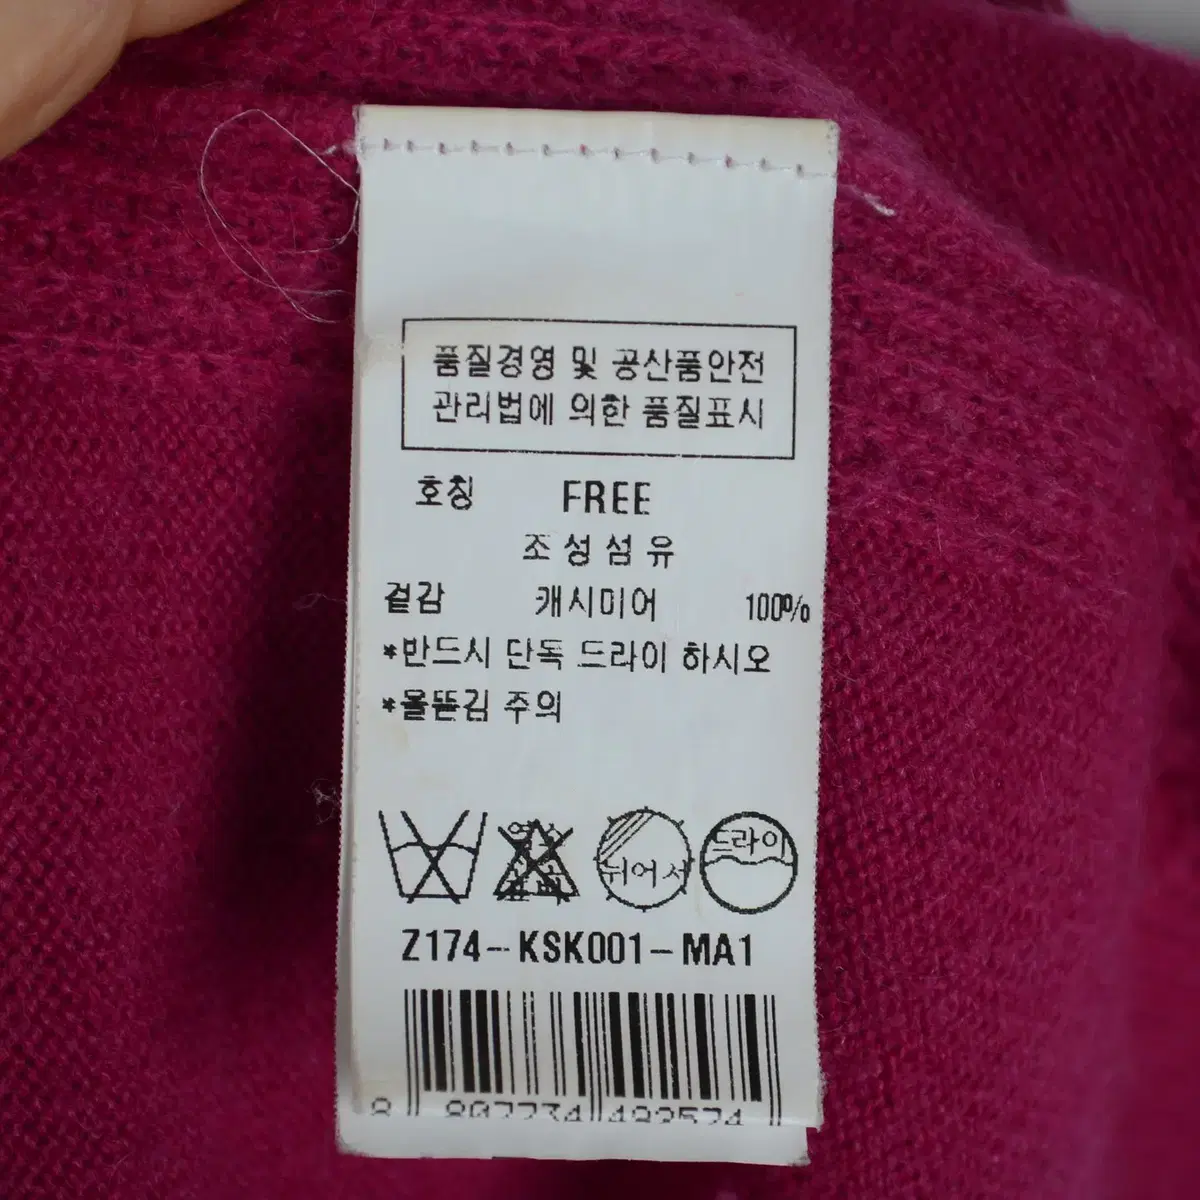 품질경영 및 공산품안전
관리법에 의한 품질표시
호칭 FREE
조성섬유
겉감 캐시미어 100%
*반드시 단독 드라이 하시오
*올뜯김 주의
뉘어서 드라이
Z174-KSK001-MA1